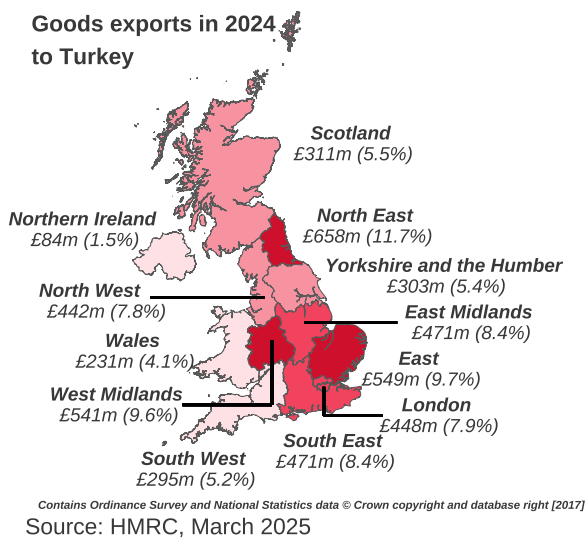 Goods exports in 2024
to Turkey
Scotland
£311m (5.5%)
Northern Ireland
£84m (1.5%)
North East
£658m (11.7%)
Yorkshire and the Humber
£303m (5.4%)
North West
£442m (7.8%)
East Midlands
£471m (8.4%)
Wales
£231m (4.1%)
East
£549m (9.7%)
West Midlands
£541m (9.6%)
London
£448m (7.9%)
South East
£471m (8.4%)
South West
£295m (5.2%)
Contains Ordinance Survey and National Statistics data © Crown copyright and database right [2017]
Source: HMRC, March 2025